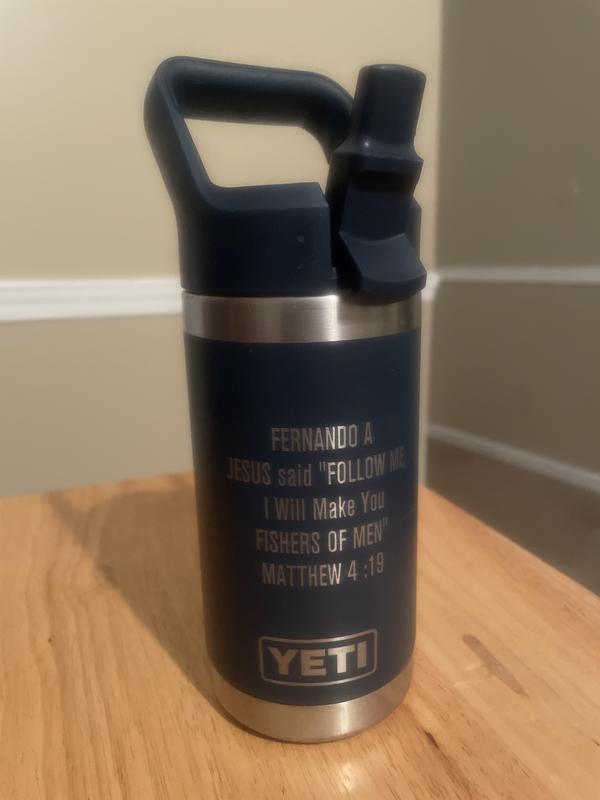 FERNANDO A
JESUS said "FOLLOW ME,
I Will Make You
FISHERS OF MEN"
MATTHEW 4 :19
YETI